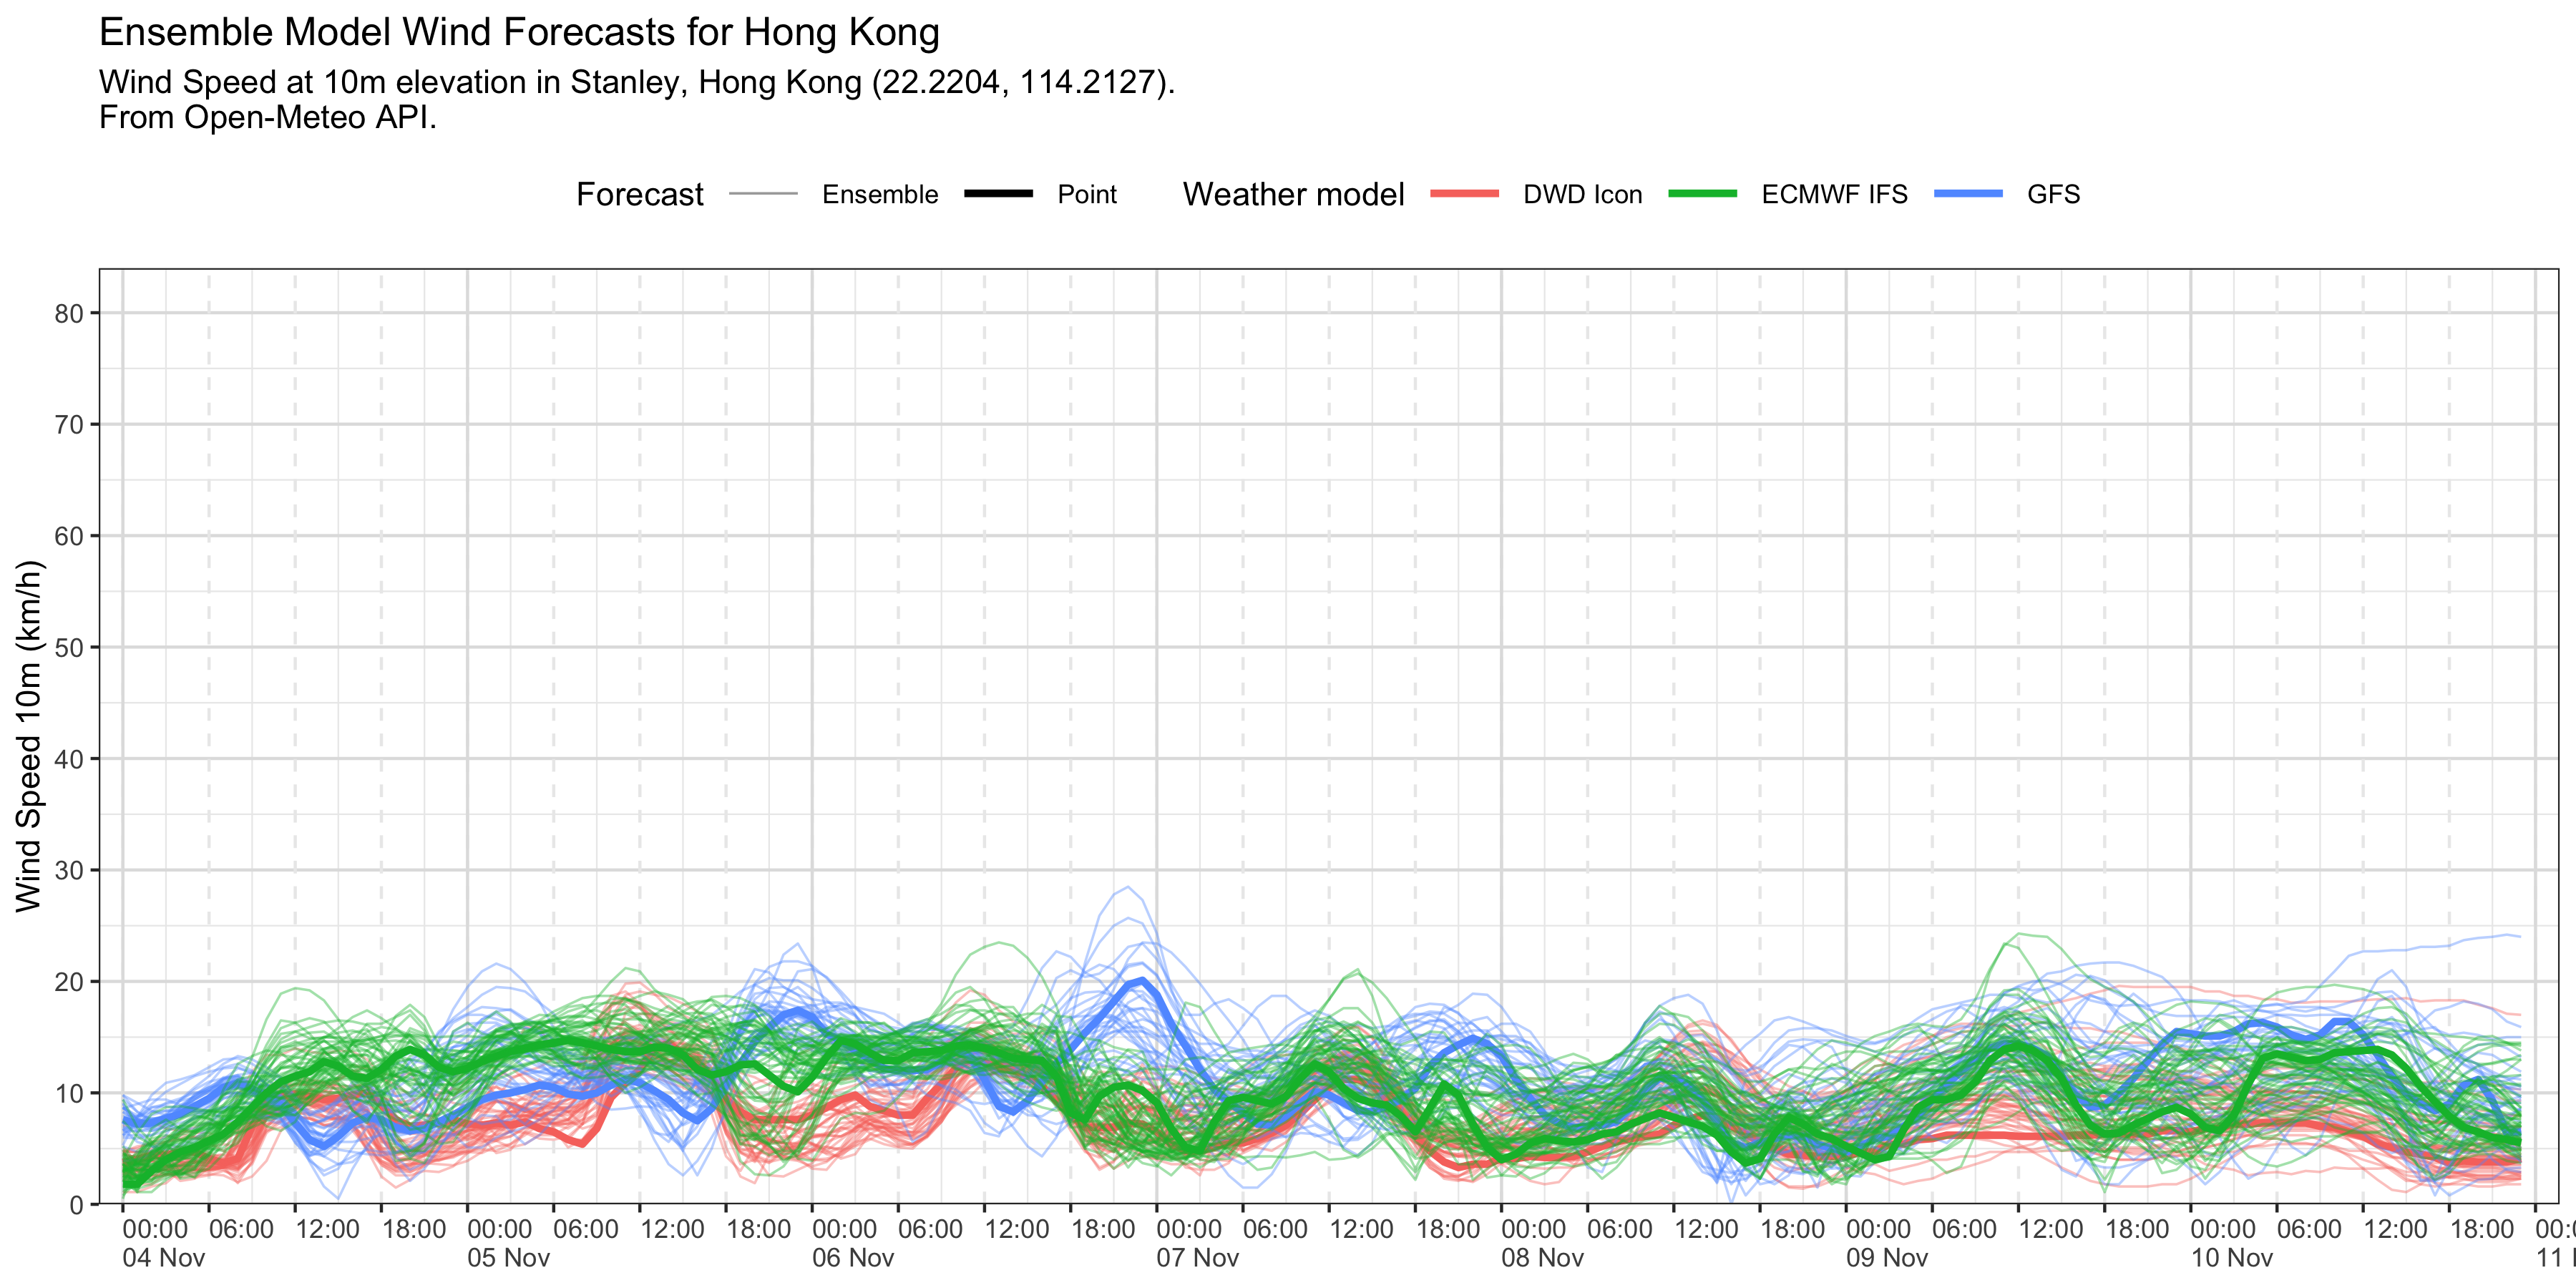 Ensemble Model Wind Forecasts for Hong Kong
Wind Speed at 10m elevation in Stanley, Hong Kong (22.2204, 114.2127).
From Open-Meteo API.
Forecast Ensemble Point Weather model DWD Icon ECMWF IFS GFS
Wind Speed 10m (km/h)
80
70
60
50
40
30
20
10
0
00:00 06:00 12:00 18:00 00:00 06:00 12:00 18:00 00:00 06:00 12:00 18:00 00:00 06:00 12:00 18:00 00:00 06:00 12:00 18:00 00:00 06:00 12:00 18:00 00:00 06:00 12:00 18:00
04 Nov 05 Nov 06 Nov 07 Nov 08 Nov 09 Nov 10 Nov 11